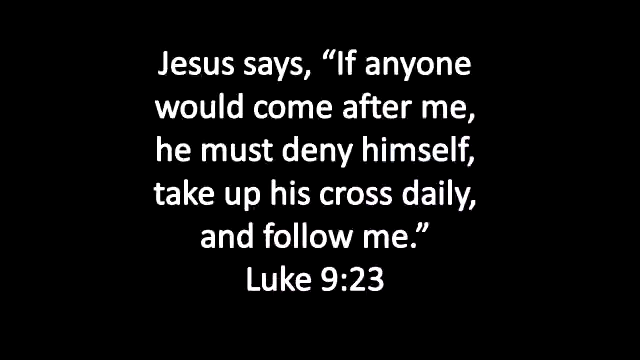 Jesus says, “If anyone
would come after me,
he must deny himself,
take up his cross daily,
and follow me.”
Luke 9:23